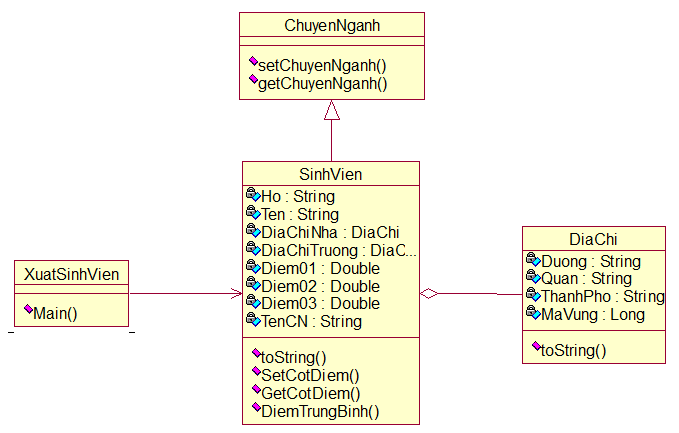 ChuyenNganh
setChuyenNganh()
getChuyenNganh()
SinhVien
Ho : String
Ten : String
DiaChiNha : DiaChi
DiaChiTruong : DiaC...
Diem01 : Double
Diem02 : Double
Diem03 : Double
TenCN : String
toString()
SetCotDiem()
GetCotDiem()
DiemTrungBinh()
XuatSinhVien
Main()
DiaChi
Duong : String
Quan : String
ThanhPho : String
MaVung : Long
toString()